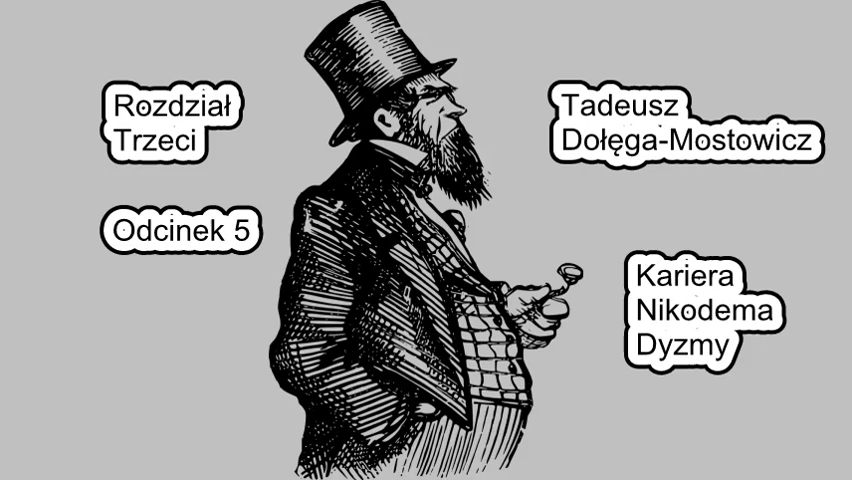 Rozdział
Trzeci
Odcinek 5
Tadeusz
Dołęga-Mostowicz
Kariera
Nikodema
Dyzmy